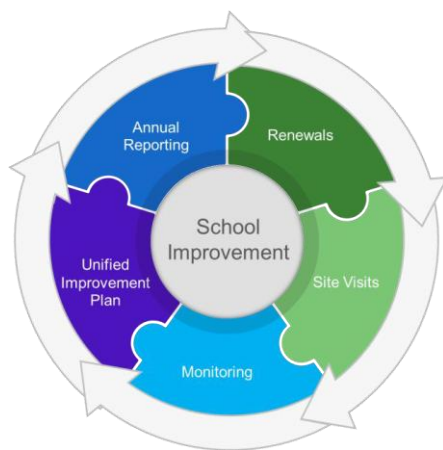 Annual
Reporting
Renewals
School
Improvement
Unified
Improvement
Plan
Site Visits
Monitoring